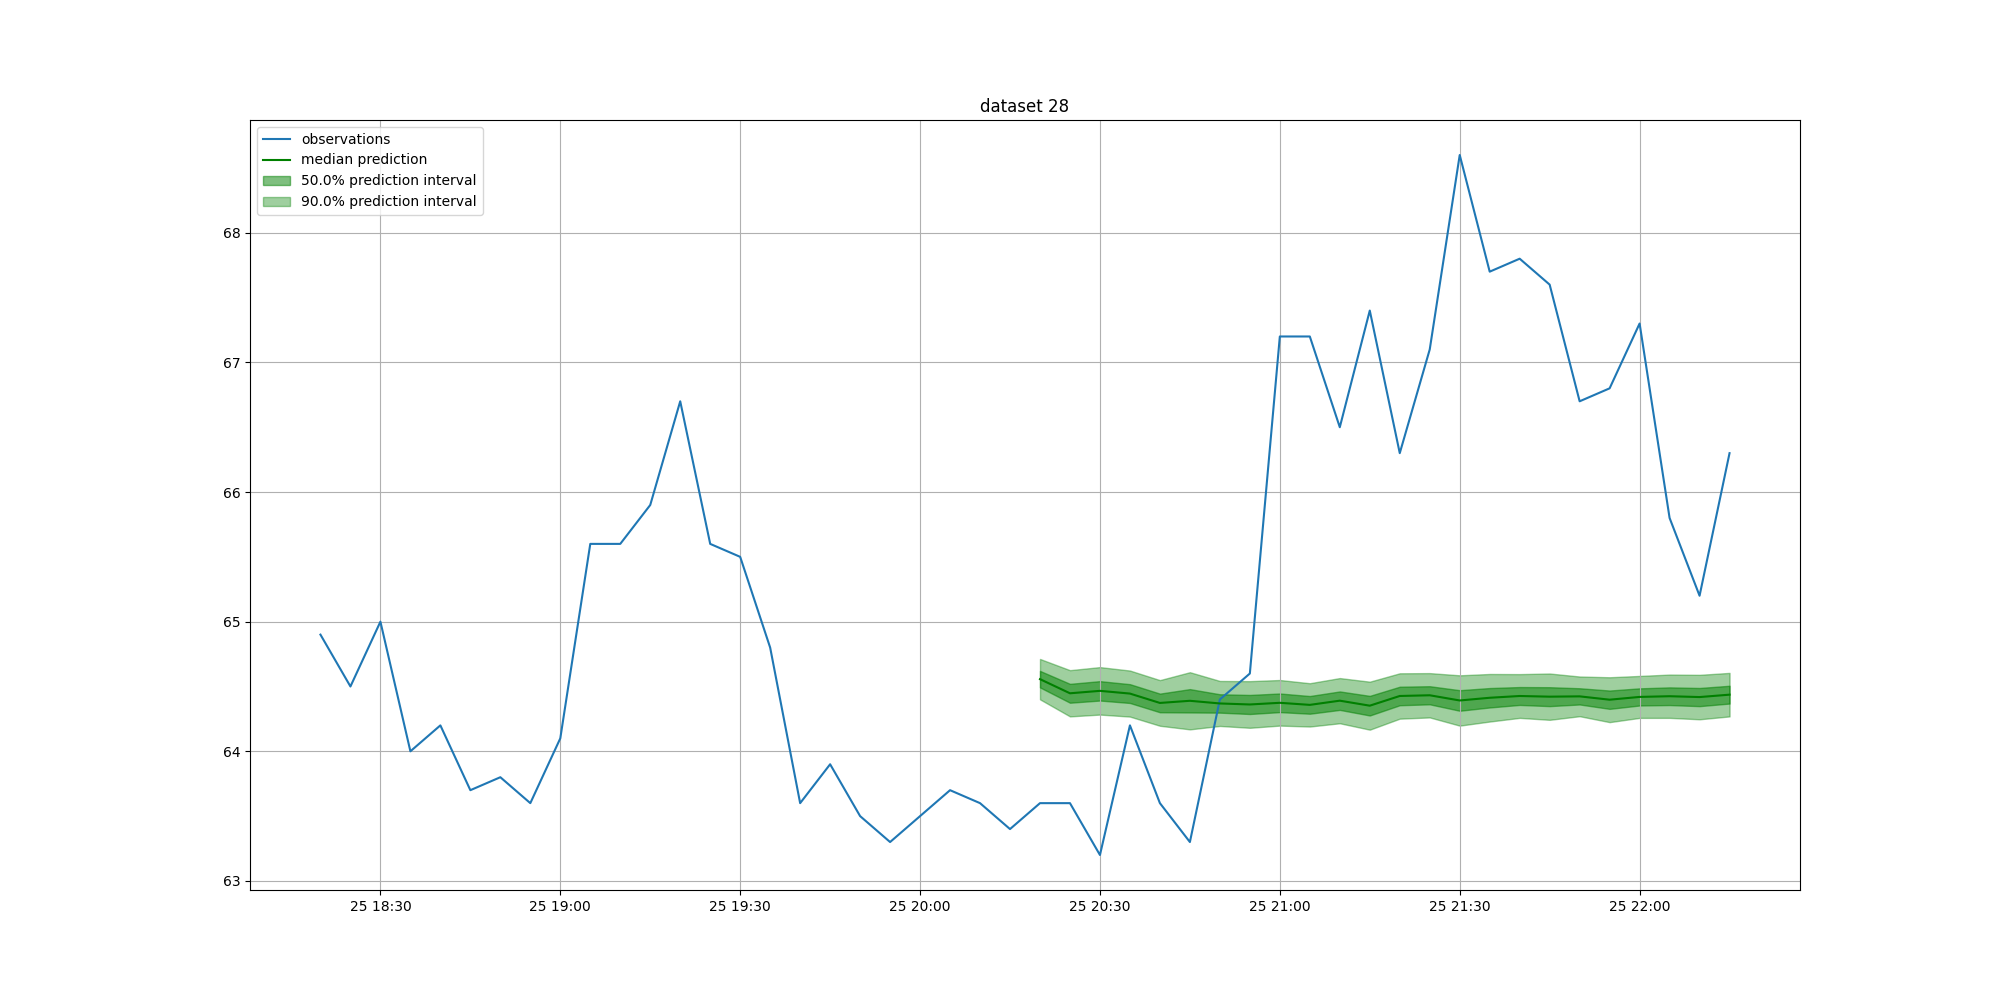 dataset 28
observations
median prediction
50.0% prediction interval
90.0% prediction interval
68
67
66
65
64
63
25 18:30
25 19:00
25 19:30
25 20:00
25 20:30
25 21:00
25 21:30
25 22:00